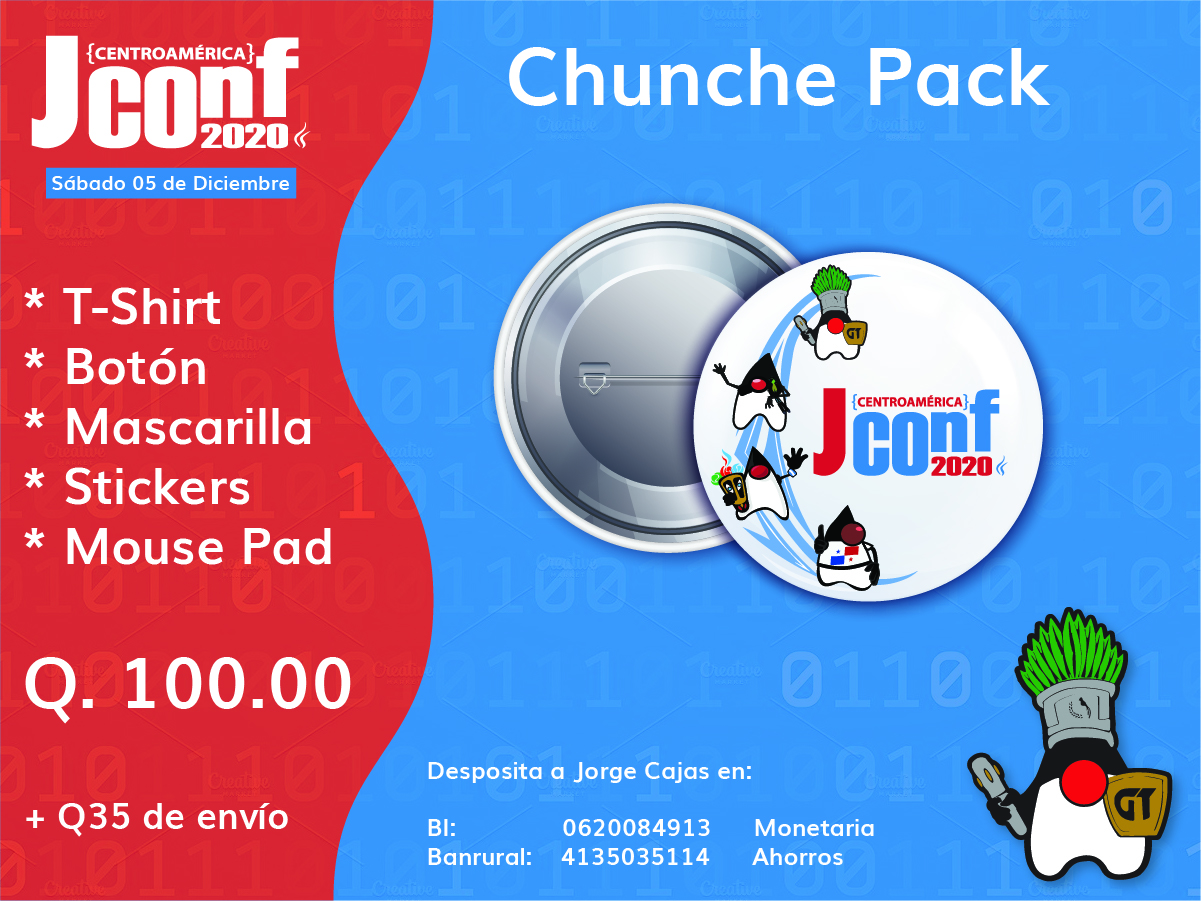 {CENTROAMÉRICA}
Jconf
2020
Sábado 05 de Diciembre
Chunche Pack
* T-Shirt
* Botón
* Mascarilla
* Stickers
* Mouse Pad
Q. 100.00
+ Q35 de envío
GT
{CENTROAMÉRICA}
Jconf
2020
Desposita a Jorge Cajas en:
BI: 0620084913 Monetaria
Banrural: 4135035114 Ahorros
GT